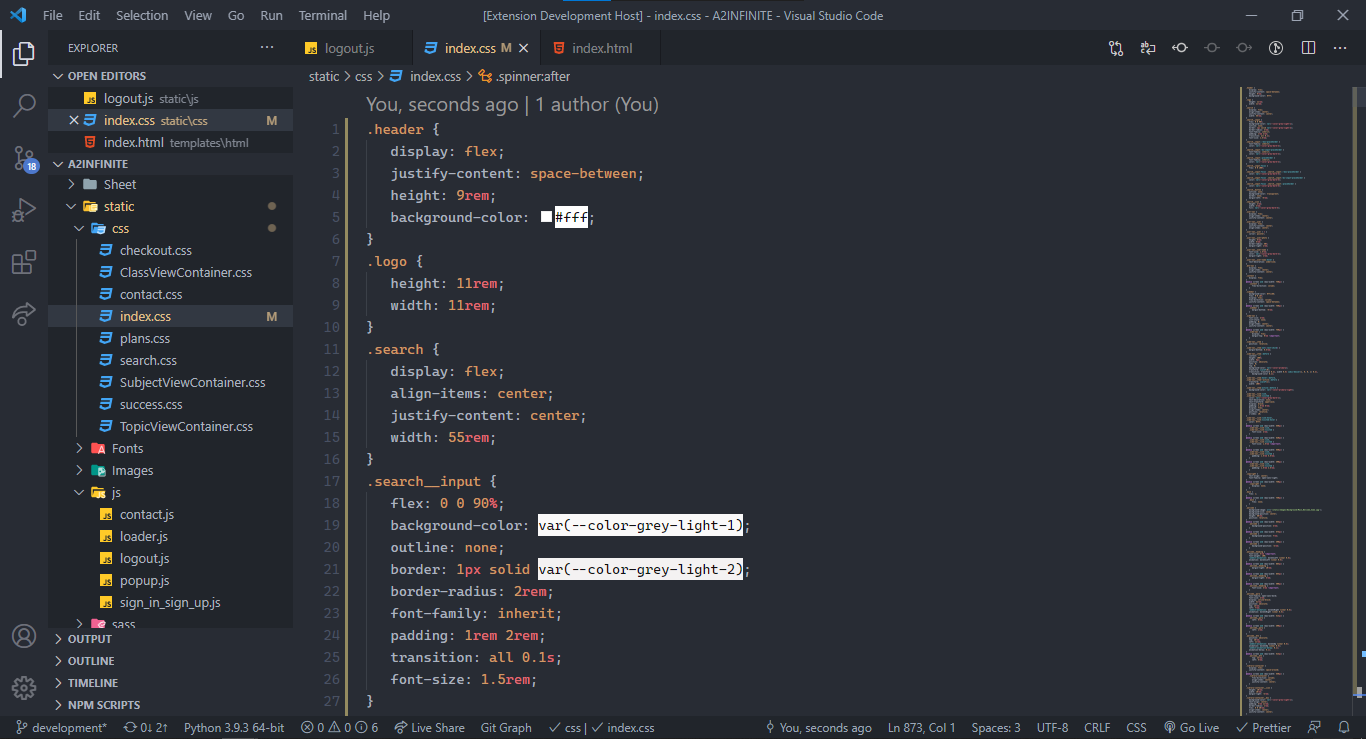 File Edit Selection View Go Run Terminal Help [Extension Development Host] - index.css - A2INFINITE - Visual Studio Code
EXPLORER
logout.js index.css M index.html
static > css > index.css > .spinner:after
OPEN EDITORS
logout.js static\js
index.css static\css M
index.html templates\html
A2INFINITE
Sheet
static
css
checkout.css
ClassViewContainer.css
contact.css
index.css M
plans.css
search.css
SubjectViewContainer.css
success.css
TopicViewContainer.css
Fonts
Images
js
contact.js
loader.js
logout.js
popup.js
sign_in_sign_up.js
sass
OUTPUT
OUTLINE
TIMELINE
NPM SCRIPTS
18
You, seconds ago | 1 author (You)
1 .header {
2 display: flex;
3 justify-content: space-between;
4 height: 9rem;
5 background-color: #fff;
6 }
7 .logo {
8 height: 11rem;
9 width: 11rem;
10 }
11 .search {
12 display: flex;
13 align-items: center;
14 justify-content: center;
15 width: 55rem;
16 }
17 .search__input {
18 flex: 0 0 90%;
19 background-color: var(--color-grey-light-1);
20 outline: none;
21 border: 1px solid var(--color-grey-light-2);
22 border-radius: 2rem;
23 font-family: inherit;
24 padding: 1rem 2rem;
25 transition: all 0.1s;
26 font-size: 1.5rem;
27 }
development* 0↓ 2↑ Python 3.9.3 64-bit 0 0 6 Live Share Git Graph css | index.css You, seconds ago Ln 873, Col 1 Spaces: 3 UTF-8 CRLF CSS Go Live Prettier